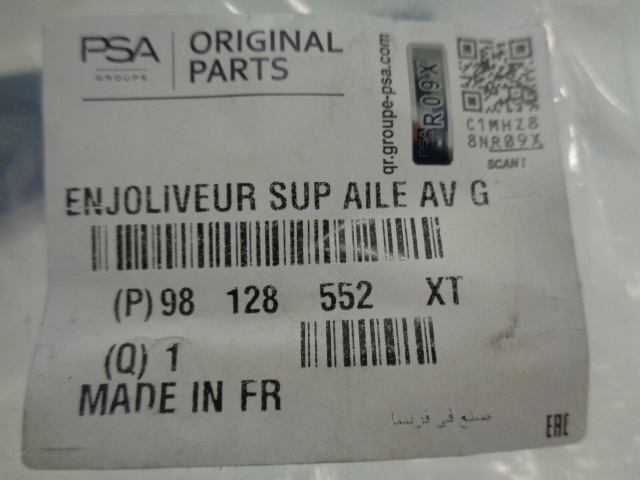 PSA
GROUPE
ORIGINAL
PARTS
qr.groupe-psa.com
R09X
C1MHZ8
8NR09X
SCAN!
ENJOLIVEUR SUP AILE AV G
(P) 98 128 552 XT
(Q) 1
MADE IN FR
صنع في فرنسا
EAC